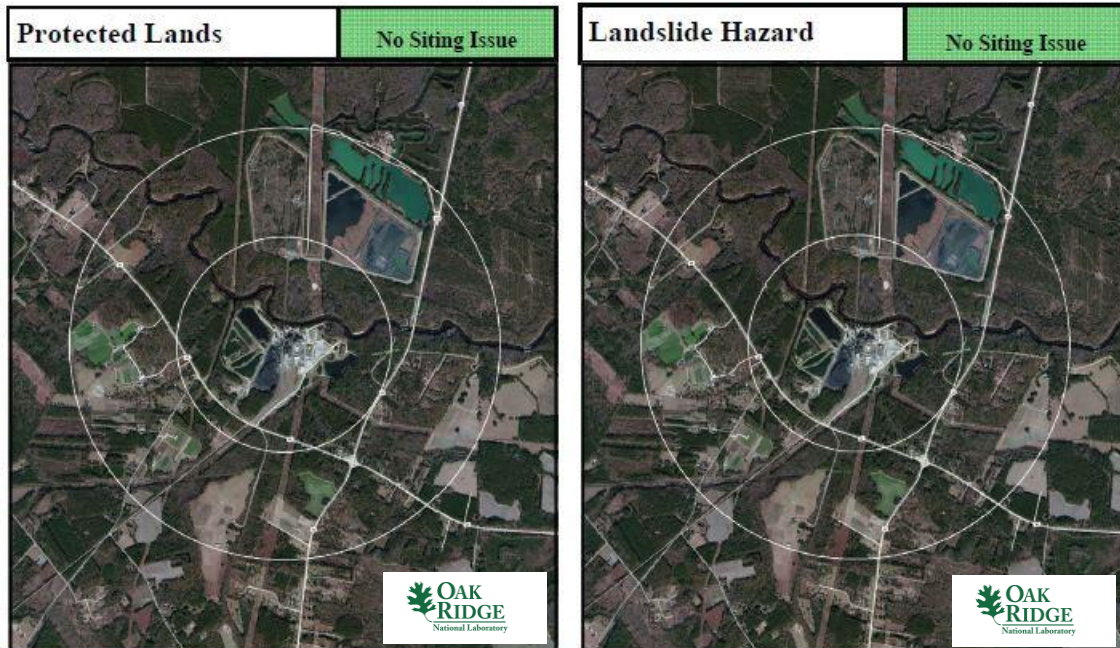 Protected Lands
No Siting Issue
Landslide Hazard
No Siting Issue
OAK
RIDGE
National Laboratory
OAK
RIDGE
National Laboratory